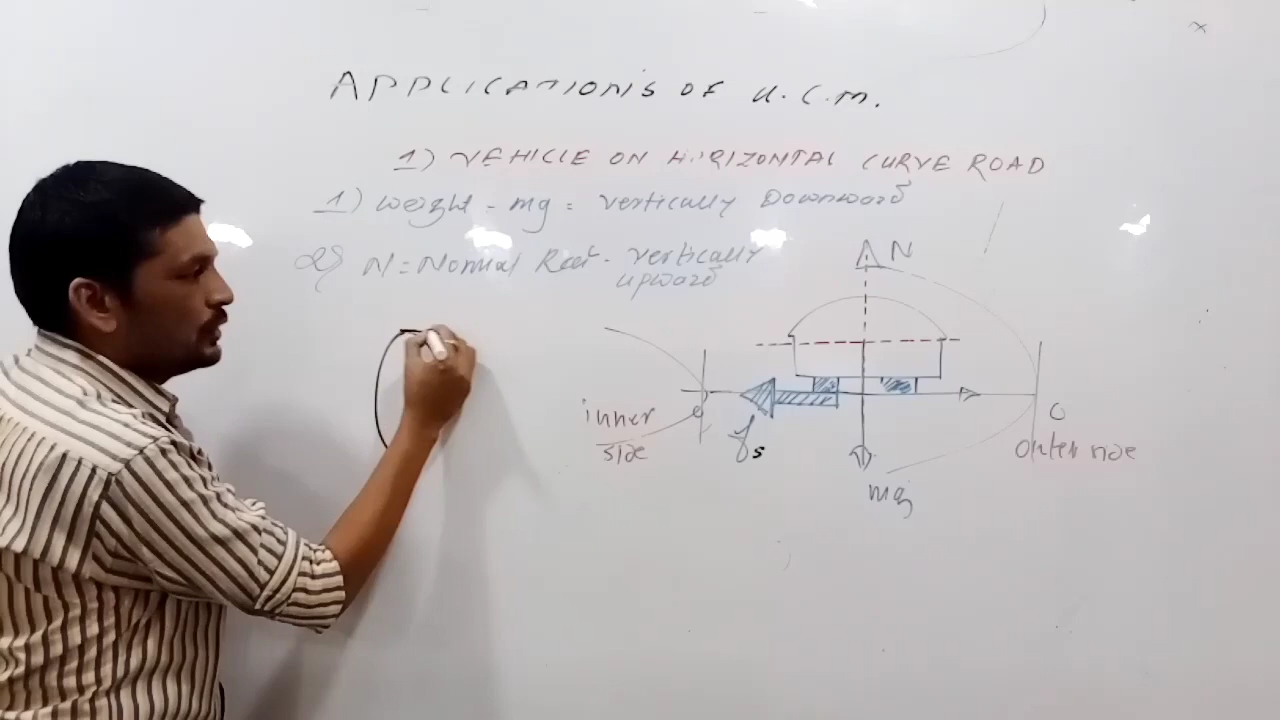 APPLICATIONS OF U.C.M.
1) VEHICLE ON HORIZONTAL CURVE ROAD
1) weight - mg = vertically Downward
2) N = Normal React - vertically
upward
N
inner
side
fs
mg
O
outer side